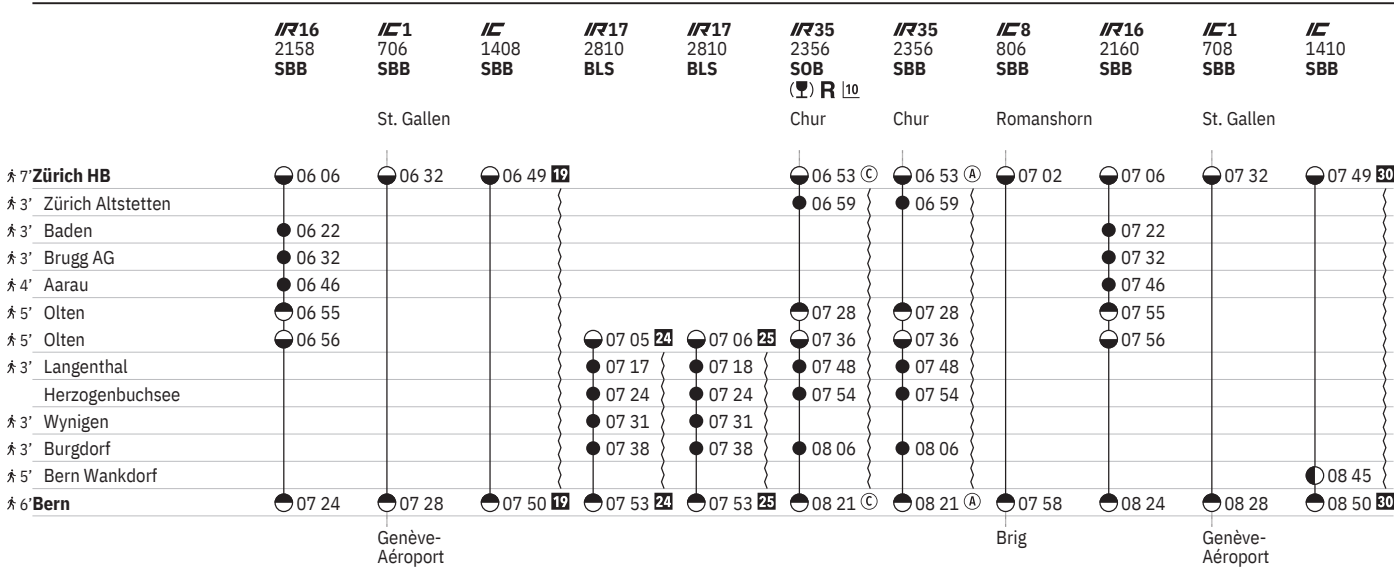 IR16 IC1 IC IR17 IR17 IR35 IR35 IC8 IR16 IC1 IC
2158 706 1408 2810 2810 2356 2356 806 2160 708 1410
SBB SBB SBB BLS BLS SOB SBB SBB SBB SBB SBB
R 10
St. Gallen Chur Chur Romanshorn St. Gallen
7' Zürich HB 06 06 06 32 06 49 19 06 53 Ⓒ 06 53 Ⓐ 07 02 07 06 07 32 07 49 30
3' Zürich Altstetten 06 59 06 59
3' Baden 06 22 07 22
3' Brugg AG 06 32 07 32
4' Aarau 06 46 07 46
5' Olten 06 55 07 28 07 28 07 55
5' Olten 06 56 07 05 24 07 06 25 07 36 07 36 07 56
3' Langenthal 07 17 07 18 07 48 07 48
Herzogenbuchsee 07 24 07 24 07 54 07 54
3' Wynigen 07 31 07 31
3' Burgdorf 07 38 07 38 08 06 08 06
5' Bern Wankdorf 08 45
6' Bern 07 24 07 28 07 50 19 07 53 24 07 53 25 08 21 Ⓒ 08 21 Ⓐ 07 58 08 24 08 28 08 50 30
Genève- Brig Genève-
Aéroport Aéroport